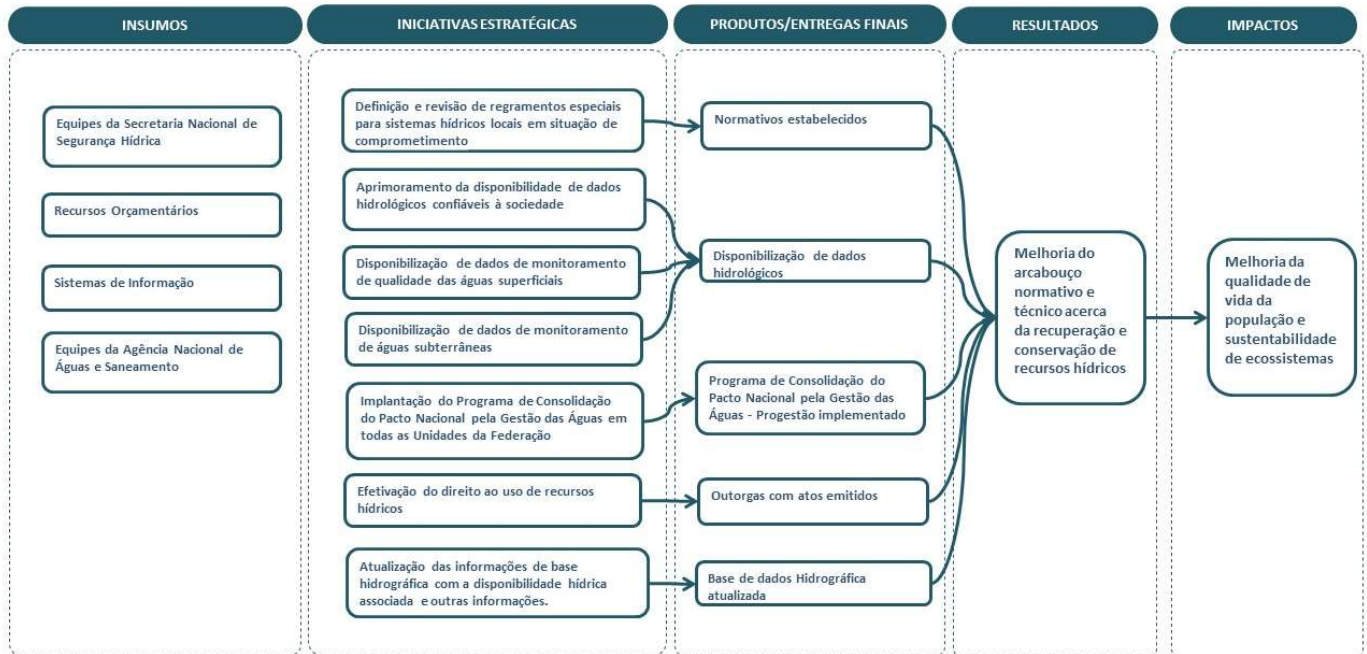 INSUMOS
INICIATIVAS ESTRATÉGICAS
PRODUTOS/ENTREGAS FINAIS
RESULTADOS
IMPACTOS
Equipes da Secretaria Nacional de
Segurança Hídrica
Recursos Orçamentários
Sistemas de Informação
Equipes da Agência Nacional de
Águas e Saneamento
Definição e revisão de regramentos especiais
para sistemas hídricos locais em situação de
comprometimento
Aprimoramento da disponibilidade de dados
hidrológicos confiáveis à sociedade
Disponibilização de dados de monitoramento
de qualidade das águas superficiais
Disponibilização de dados de monitoramento
de águas subterrâneas
Implantação do Programa de Consolidação
do Pacto Nacional pela Gestão das Águas em
todas as Unidades da Federação
Efetivação do direito ao uso de recursos
hídricos
Atualização das informações de base
hidrográfica com a disponibilidade hídrica
associada e outras informações.
Normativos estabelecidos
Disponibilização de dados
hidrológicos
Programa de Consolidação do
Pacto Nacional pela Gestão das
Águas - Progestão implementado
Outorgas com atos emitidos
Base de dados Hidrográfica
atualizada
Melhoria do
arcabouço
normativo e
técnico acerca
da recuperação e
conservação de
recursos hídricos
Melhoria da
qualidade de
vida da
população e
sustentabilidade
de ecossistemas